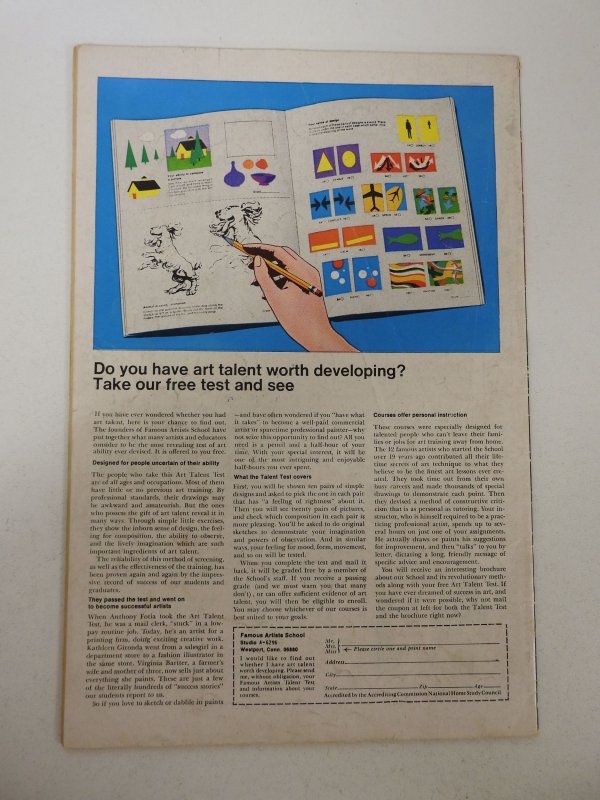 Do you have art talent worth developing?
Take our free test and see
If you have ever wondered whether you had
art talent, here is your chance to find out.
The founders of Famous Artists School have
put together what many artists and educators
consider to be the most revealing test of art
ability ever devised. It is offered to you free.
Designed for people uncertain of their ability
The people who take this Art Talent Test
are of all ages and occupations. Most of them
have little or no previous art training. By
professional standards, their drawings may
be awkward and amateurish. But the ones
who possess the gift of art talent reveal it in
many ways. Through simple little exercises,
they show the inborn sense of design, the feel-
ing for composition, the ability to observe,
and the lively imagination which are such
important ingredients of art talent.
The reliability of this method of screening,
as well as the effectiveness of the training, has
been proven again and again by the impres-
sive record of success of our students and
graduates.
They passed the test and went on
to become successful artists
When Anthony Fotia took the Art Talent
Test, he was a mail clerk, "stuck" in a low-
pay routine job. Today, he's an artist for a
printing firm, doing exciting creative work.
Kathleen Gironda went from a salesgirl in a
department store to a fashion illustrator in
the same store. Virginia Bartter, a farmer's
wife and mother of three, now sells just about
everything she paints. These are just a few
of the literally hundreds of "success stories"
our students report to us.
So if you love to sketch or dabble in paints
—and have often wondered if you "have what
it takes" to become a well-paid commercial
artist or sparetime professional painter—why
not seize this opportunity to find out? All you
need is a pencil and a half-hour of your
time. With your special interest, it will be
one of the most intriguing and enjoyable
half-hours you ever spent.
What the Talent Test covers
First, you will be shown ten pairs of simple
designs and asked to pick the one in each pair
that has "a feeling of rightness" about it.
Then you will see twenty pairs of pictures,
and check which composition in each pair is
more pleasing. You'll be asked to do original
sketches to demonstrate your imagination
and powers of observation. And in similar
ways, your feeling for mood, form, movement,
and so on will be tested.
When you complete the test and mail it
back, it will be graded free by a member of
the School's staff. If you receive a passing
grade (and we must warn you that many
don't), or can offer sufficient evidence of art
talent, you will then be eligible to enroll.
You may choose whichever of our courses is
best suited to your goals.
Courses offer personal instruction
These courses were especially designed for
talented people who can't leave their fami-
lies or jobs for art training away from home.
The 12 famous artists who started the School
over 19 years ago contributed all their life-
time secrets of art technique to what they
believe to be the finest art lessons ever cre-
ated. They took time out from their own
busy careers and made thousands of special
drawings to demonstrate each point. Then
they devised a method of constructive criti-
cism that is as personal as tutoring. Your in-
structor, who is himself required to be a prac-
ticing professional artist, spends up to sev-
eral hours on just one of your assignments.
He actually draws or paints his suggestions
for improvement, and then "talks" to you by
letter, dictating a long, friendly message of
specific advice and encouragement.
You will receive an interesting brochure
about our School and its revolutionary meth-
ods along with your free Art Talent Test. If
you have ever dreamed of success in art, and
wondered if it were possible, why not mail
the coupon at left for both the Talent Test
and the brochure right now?
Famous Artists School
Studio A-6296
Westport, Conn. 06880
I would like to find out
whether I have art talent
worth developing. Please send
me, without obligation, your
Famous Artists Talent Test
and information about your
courses.
Mr.
Mrs.
Miss
Please circle one and print name
Address
City
State Zip Age
Accredited by the Accrediting Commission National Home Study Council